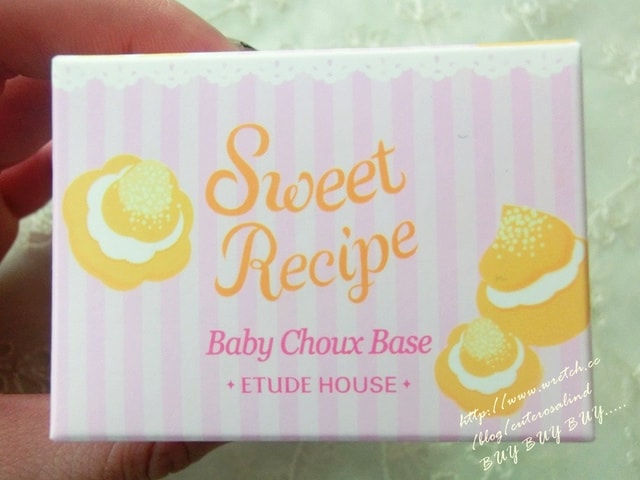 Sweet
Recipe
Baby Choux Base
ETUDE HOUSE
http://www.wretch.cc
/blog/cuterosalind
BUY BUY BUY.....